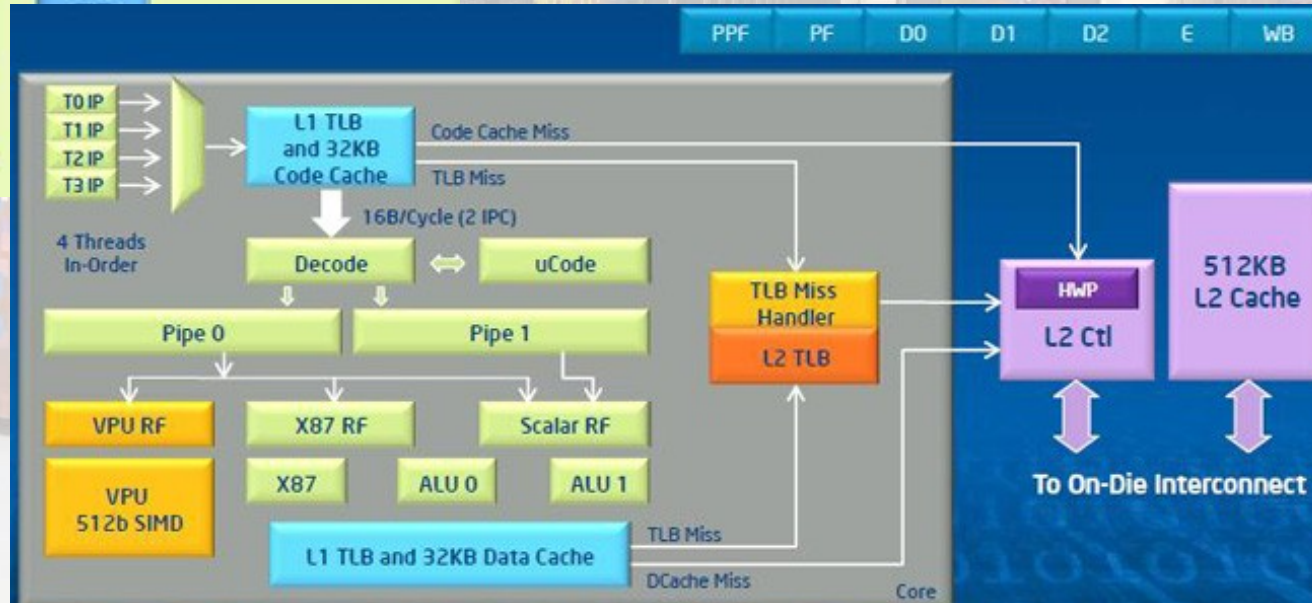 PPF PF D0 D1 D2 E WB
T0 IP
T1 IP
T2 IP
T3 IP
L1 TLB
and 32KB
Code Cache
Code Cache Miss
TLB Miss
16B/Cycle (2 IPC)
4 Threads
In-Order
Decode
uCode
Pipe 0
Pipe 1
TLB Miss
Handler
L2 TLB
HWP
L2 Ctl
512KB
L2 Cache
VPU RF
X87 RF
Scalar RF
VPU
512b SIMD
X87
ALU 0
ALU 1
L1 TLB and 32KB Data Cache
TLB Miss
DCache Miss
Core
To On-Die Interconnect